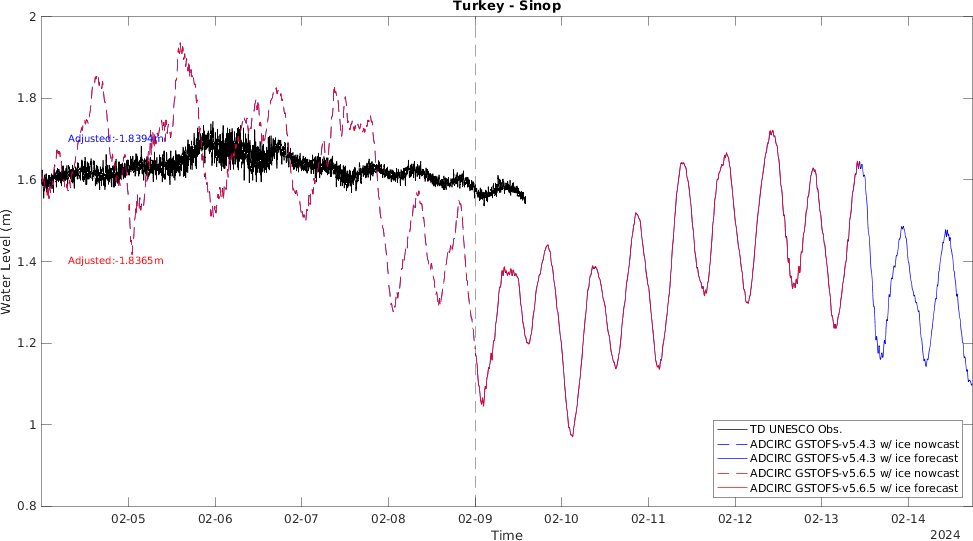 Turkey - Sinop
2
1.8
1.6
1.4
1.2
1
0.8
Water Level (m)
Adjusted:-1.8394m
Adjusted:-1.8365m
TD UNESCO Obs.
ADCIRC GSTOFS-v5.4.3 w/ ice nowcast
ADCIRC GSTOFS-v5.4.3 w/ ice forecast
ADCIRC GSTOFS-v5.6.5 w/ ice nowcast
ADCIRC GSTOFS-v5.6.5 w/ ice forecast
02-05 02-06 02-07 02-08 02-09 02-10 02-11 02-12 02-13 02-14
Time
2024